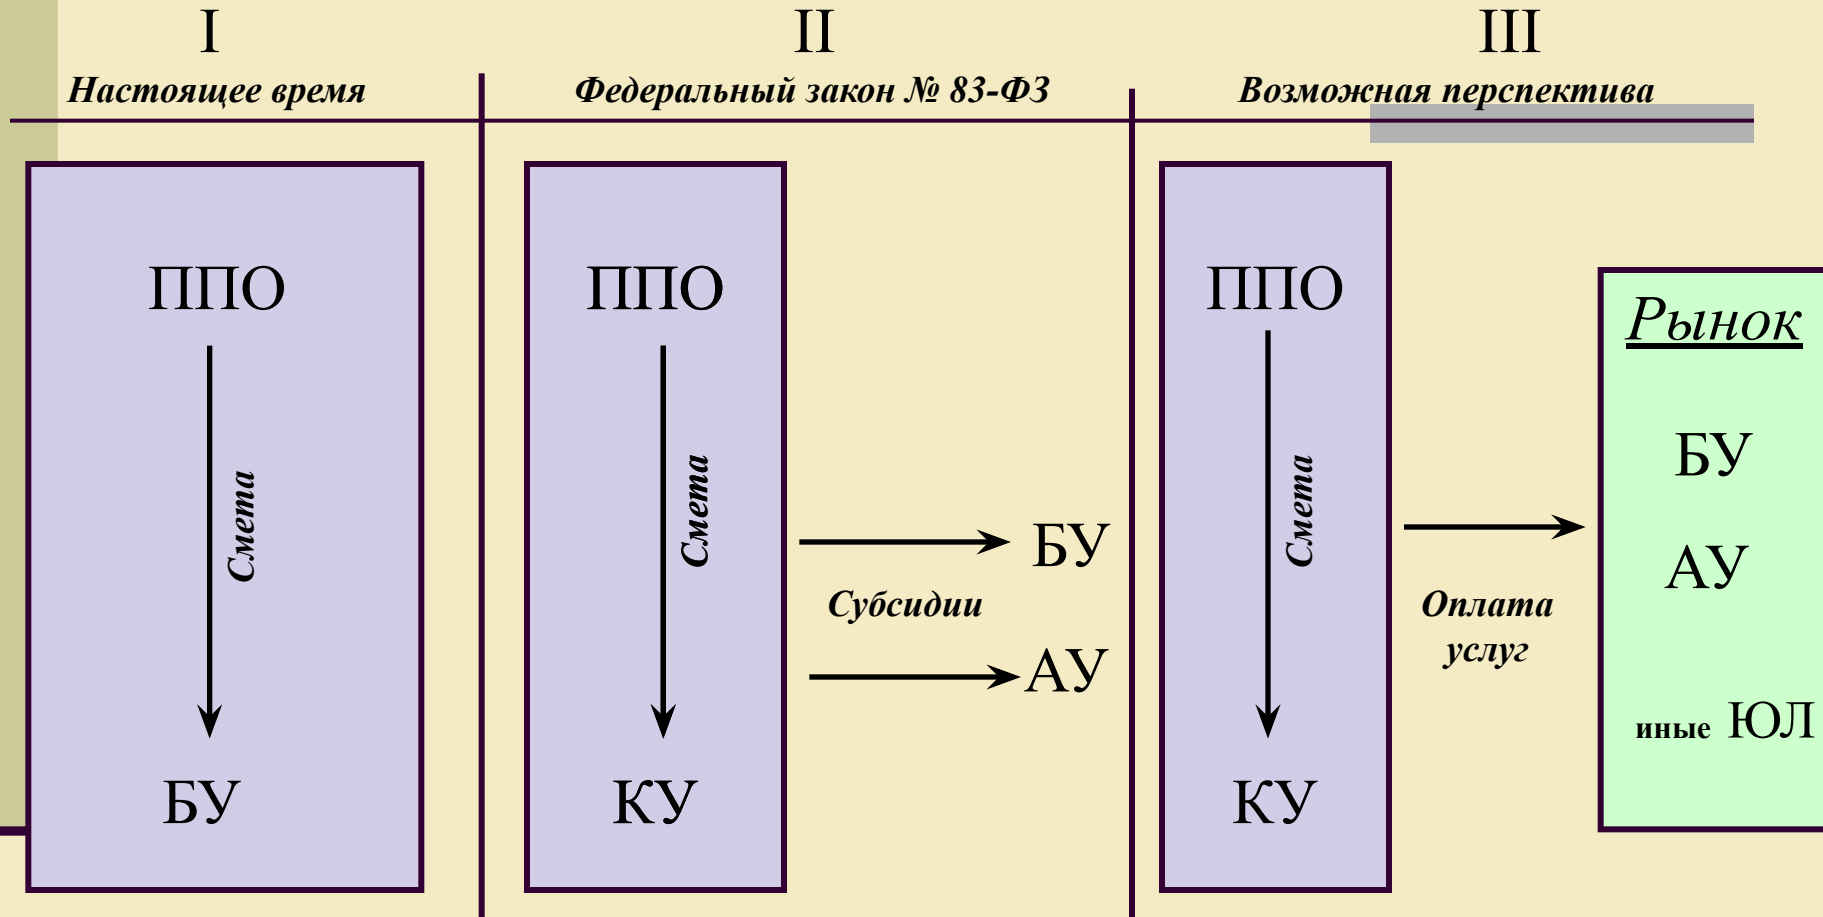 I
Настоящее время
ППО
Смета
БУ
II
Федеральный закон № 83-ФЗ
ППО
Смета
КУ
Субсидии
БУ
АУ
III
Возможная перспектива
ППО
Смета
КУ
Оплата
услуг
Рынок
БУ
АУ
иные ЮЛ